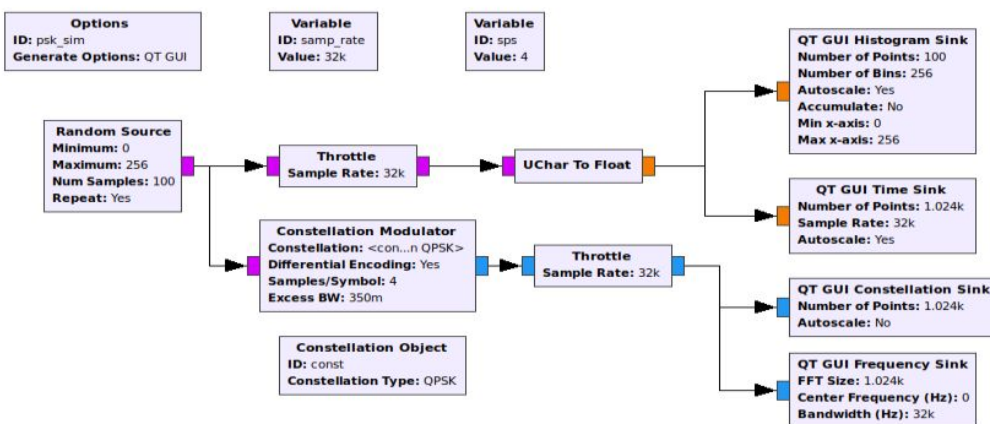 Options
ID: psk_sim
Generate Options: QT GUI
Variable
ID: samp_rate
Value: 32k
Variable
ID: sps
Value: 4
QT GUI Histogram Sink
Number of Points: 100
Number of Bins: 256
Autoscale: Yes
Accumulate: No
Min x-axis: 0
Max x-axis: 256
Random Source
Minimum: 0
Maximum: 256
Num Samples: 100
Repeat: Yes
Throttle
Sample Rate: 32k
UChar To Float
QT GUI Time Sink
Number of Points: 1.024k
Sample Rate: 32k
Autoscale: Yes
Constellation Modulator
Constellation: <con...n QPSK>
Differential Encoding: Yes
Samples/Symbol: 4
Excess BW: 350m
Throttle
Sample Rate: 32k
QT GUI Constellation Sink
Number of Points: 1.024k
Autoscale: No
Constellation Object
ID: const
Constellation Type: QPSK
QT GUI Frequency Sink
FFT Size: 1.024k
Center Frequency (Hz): 0
Bandwidth (Hz): 32k